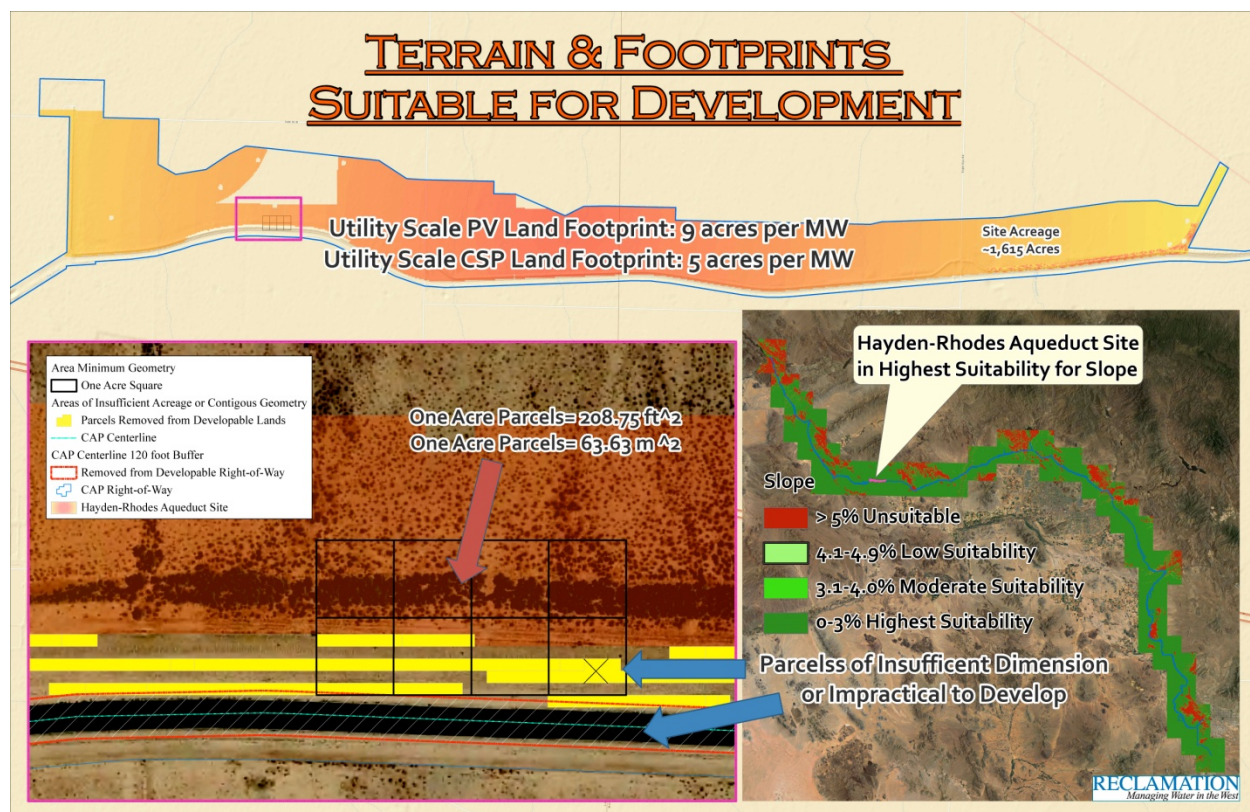 TERRAIN & FOOTPRINTS
SUITABLE FOR DEVELOPMENT
Utility Scale PV Land Footprint: 9 acres per MW
Utility Scale CSP Land Footprint: 5 acres per MW
Site Acreage
~1,615 Acres
Area Minimum Geometry
One Acre Square
Areas of Insufficient Acreage or Contigous Geometry
Parcels Removed from Developable Lands
CAP Centerline
CAP Centerline 120 foot Buffer
Removed from Developable Right-of-Way
CAP Right-of-Way
Hayden-Rhodes Aqueduct Site
One Acre Parcels= 208.75 ft^2
One Acre Parcels= 63.63 m ^2
Hayden-Rhodes Aqueduct Site
in Highest Suitability for Slope
Slope
> 5% Unsuitable
4.1-4.9% Low Suitability
3.1-4.0% Moderate Suitability
0-3% Highest Suitability
Parcelss of Insufficent Dimension
or Impractical to Develop
RECLAMATION
Managing Water in the West